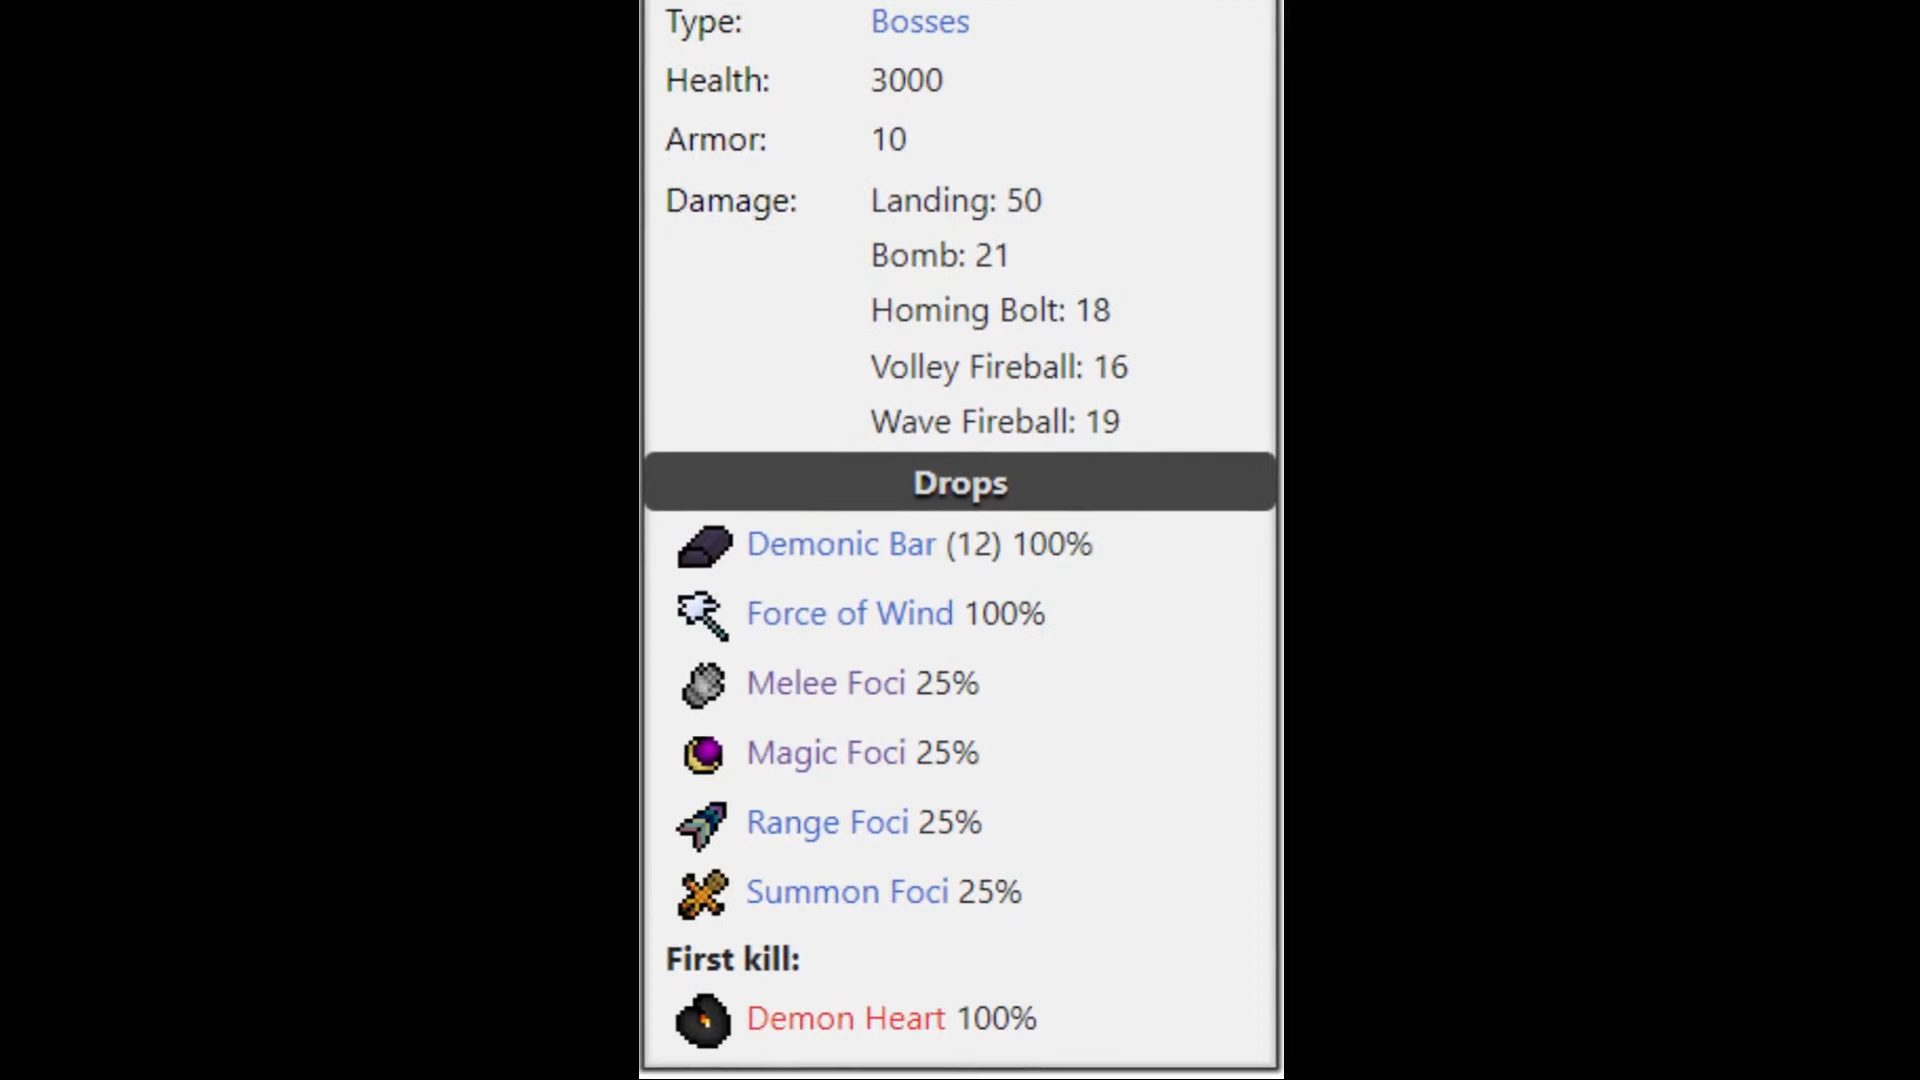 Type: Bosses
Health: 3000
Armor: 10
Damage: Landing: 50
Bomb: 21
Homing Bolt: 18
Volley Fireball: 16
Wave Fireball: 19
Drops
Demonic Bar (12) 100%
Force of Wind 100%
Melee Foci 25%
Magic Foci 25%
Range Foci 25%
Summon Foci 25%
First kill:
Demon Heart 100%